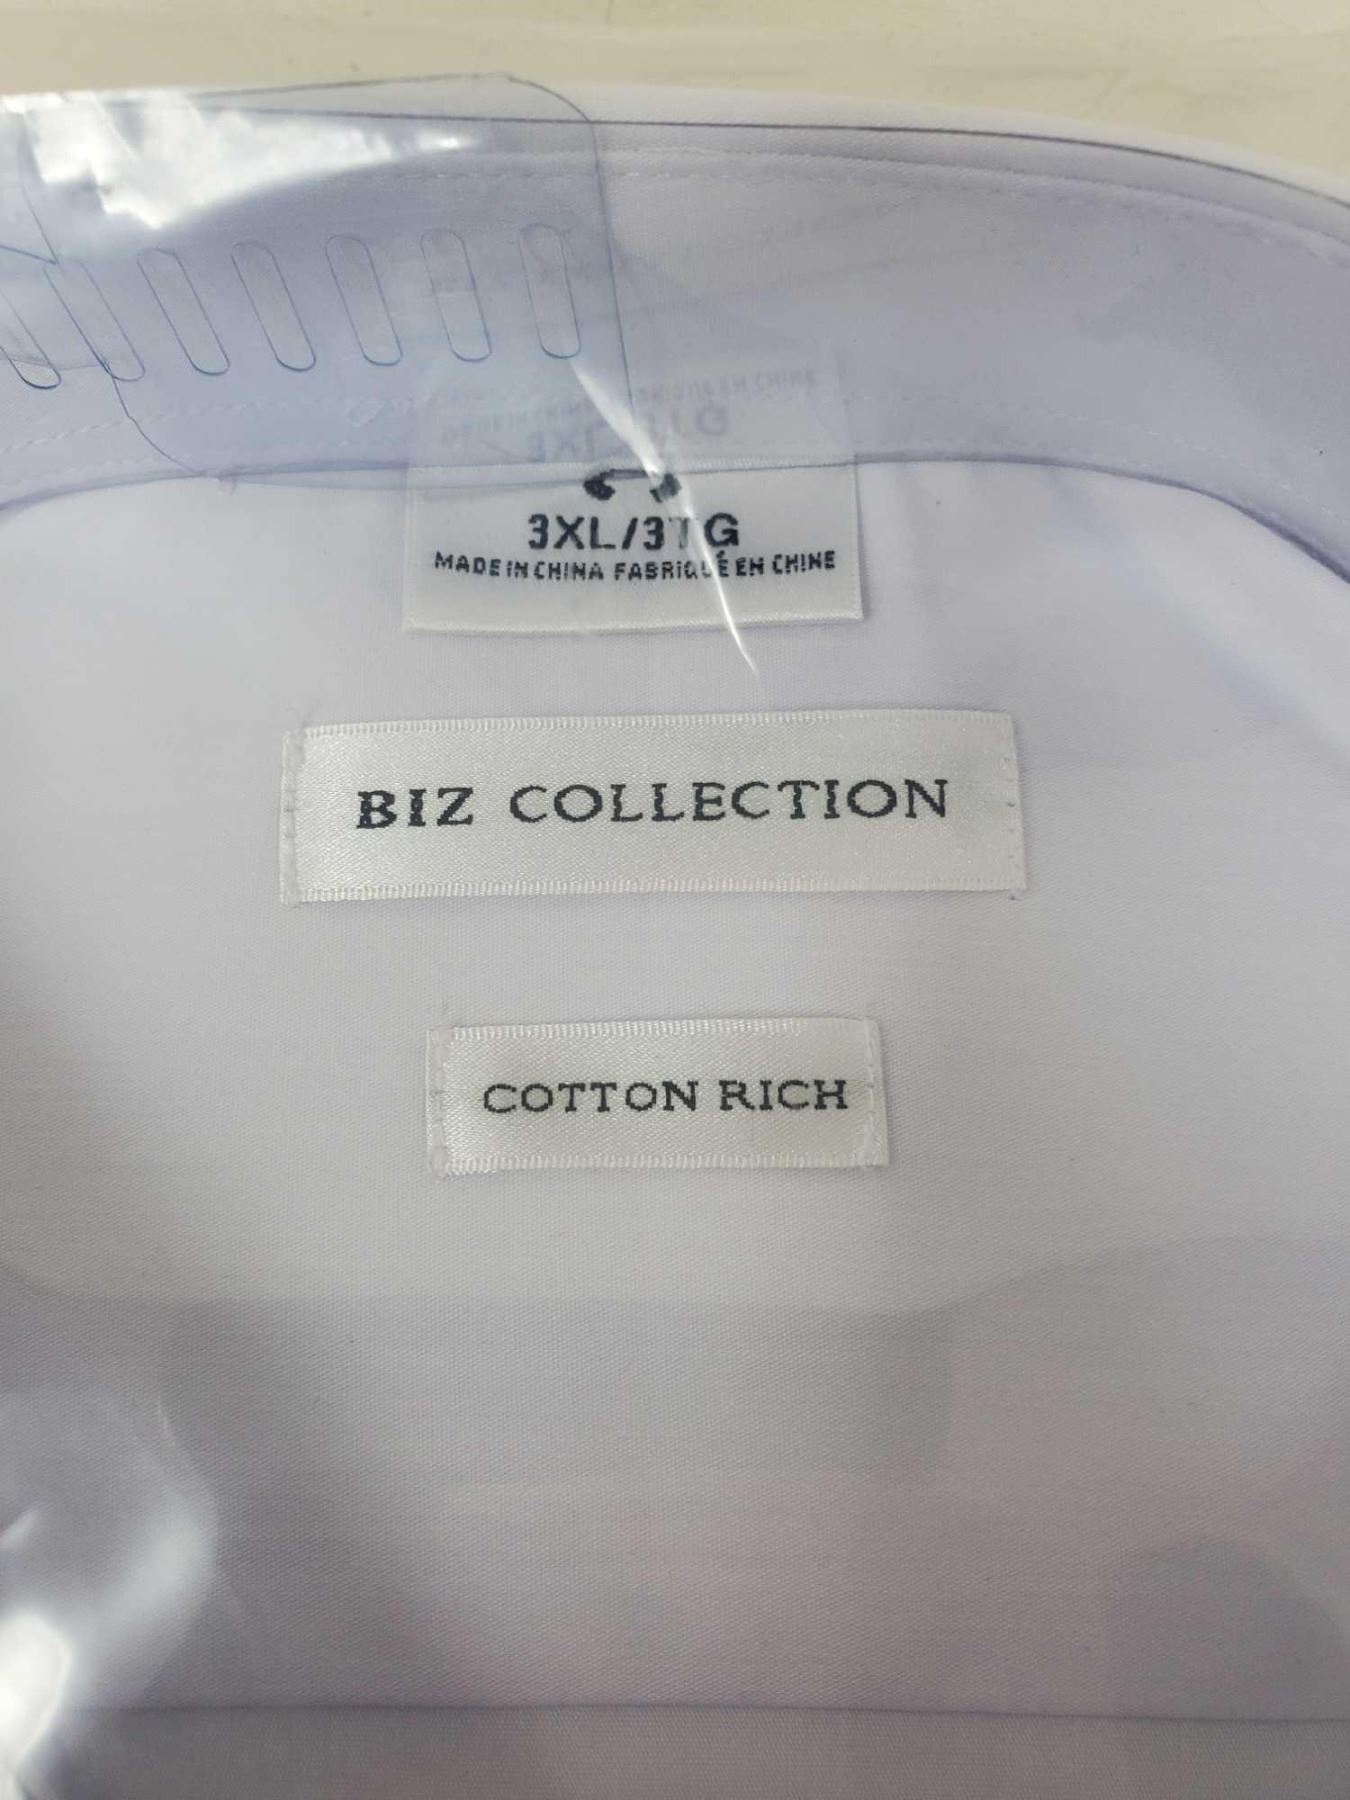 3XL/3TG
MADE IN CHINA FABRIQUÉ EN CHINE
BIZ COLLECTION
COTTON RICH